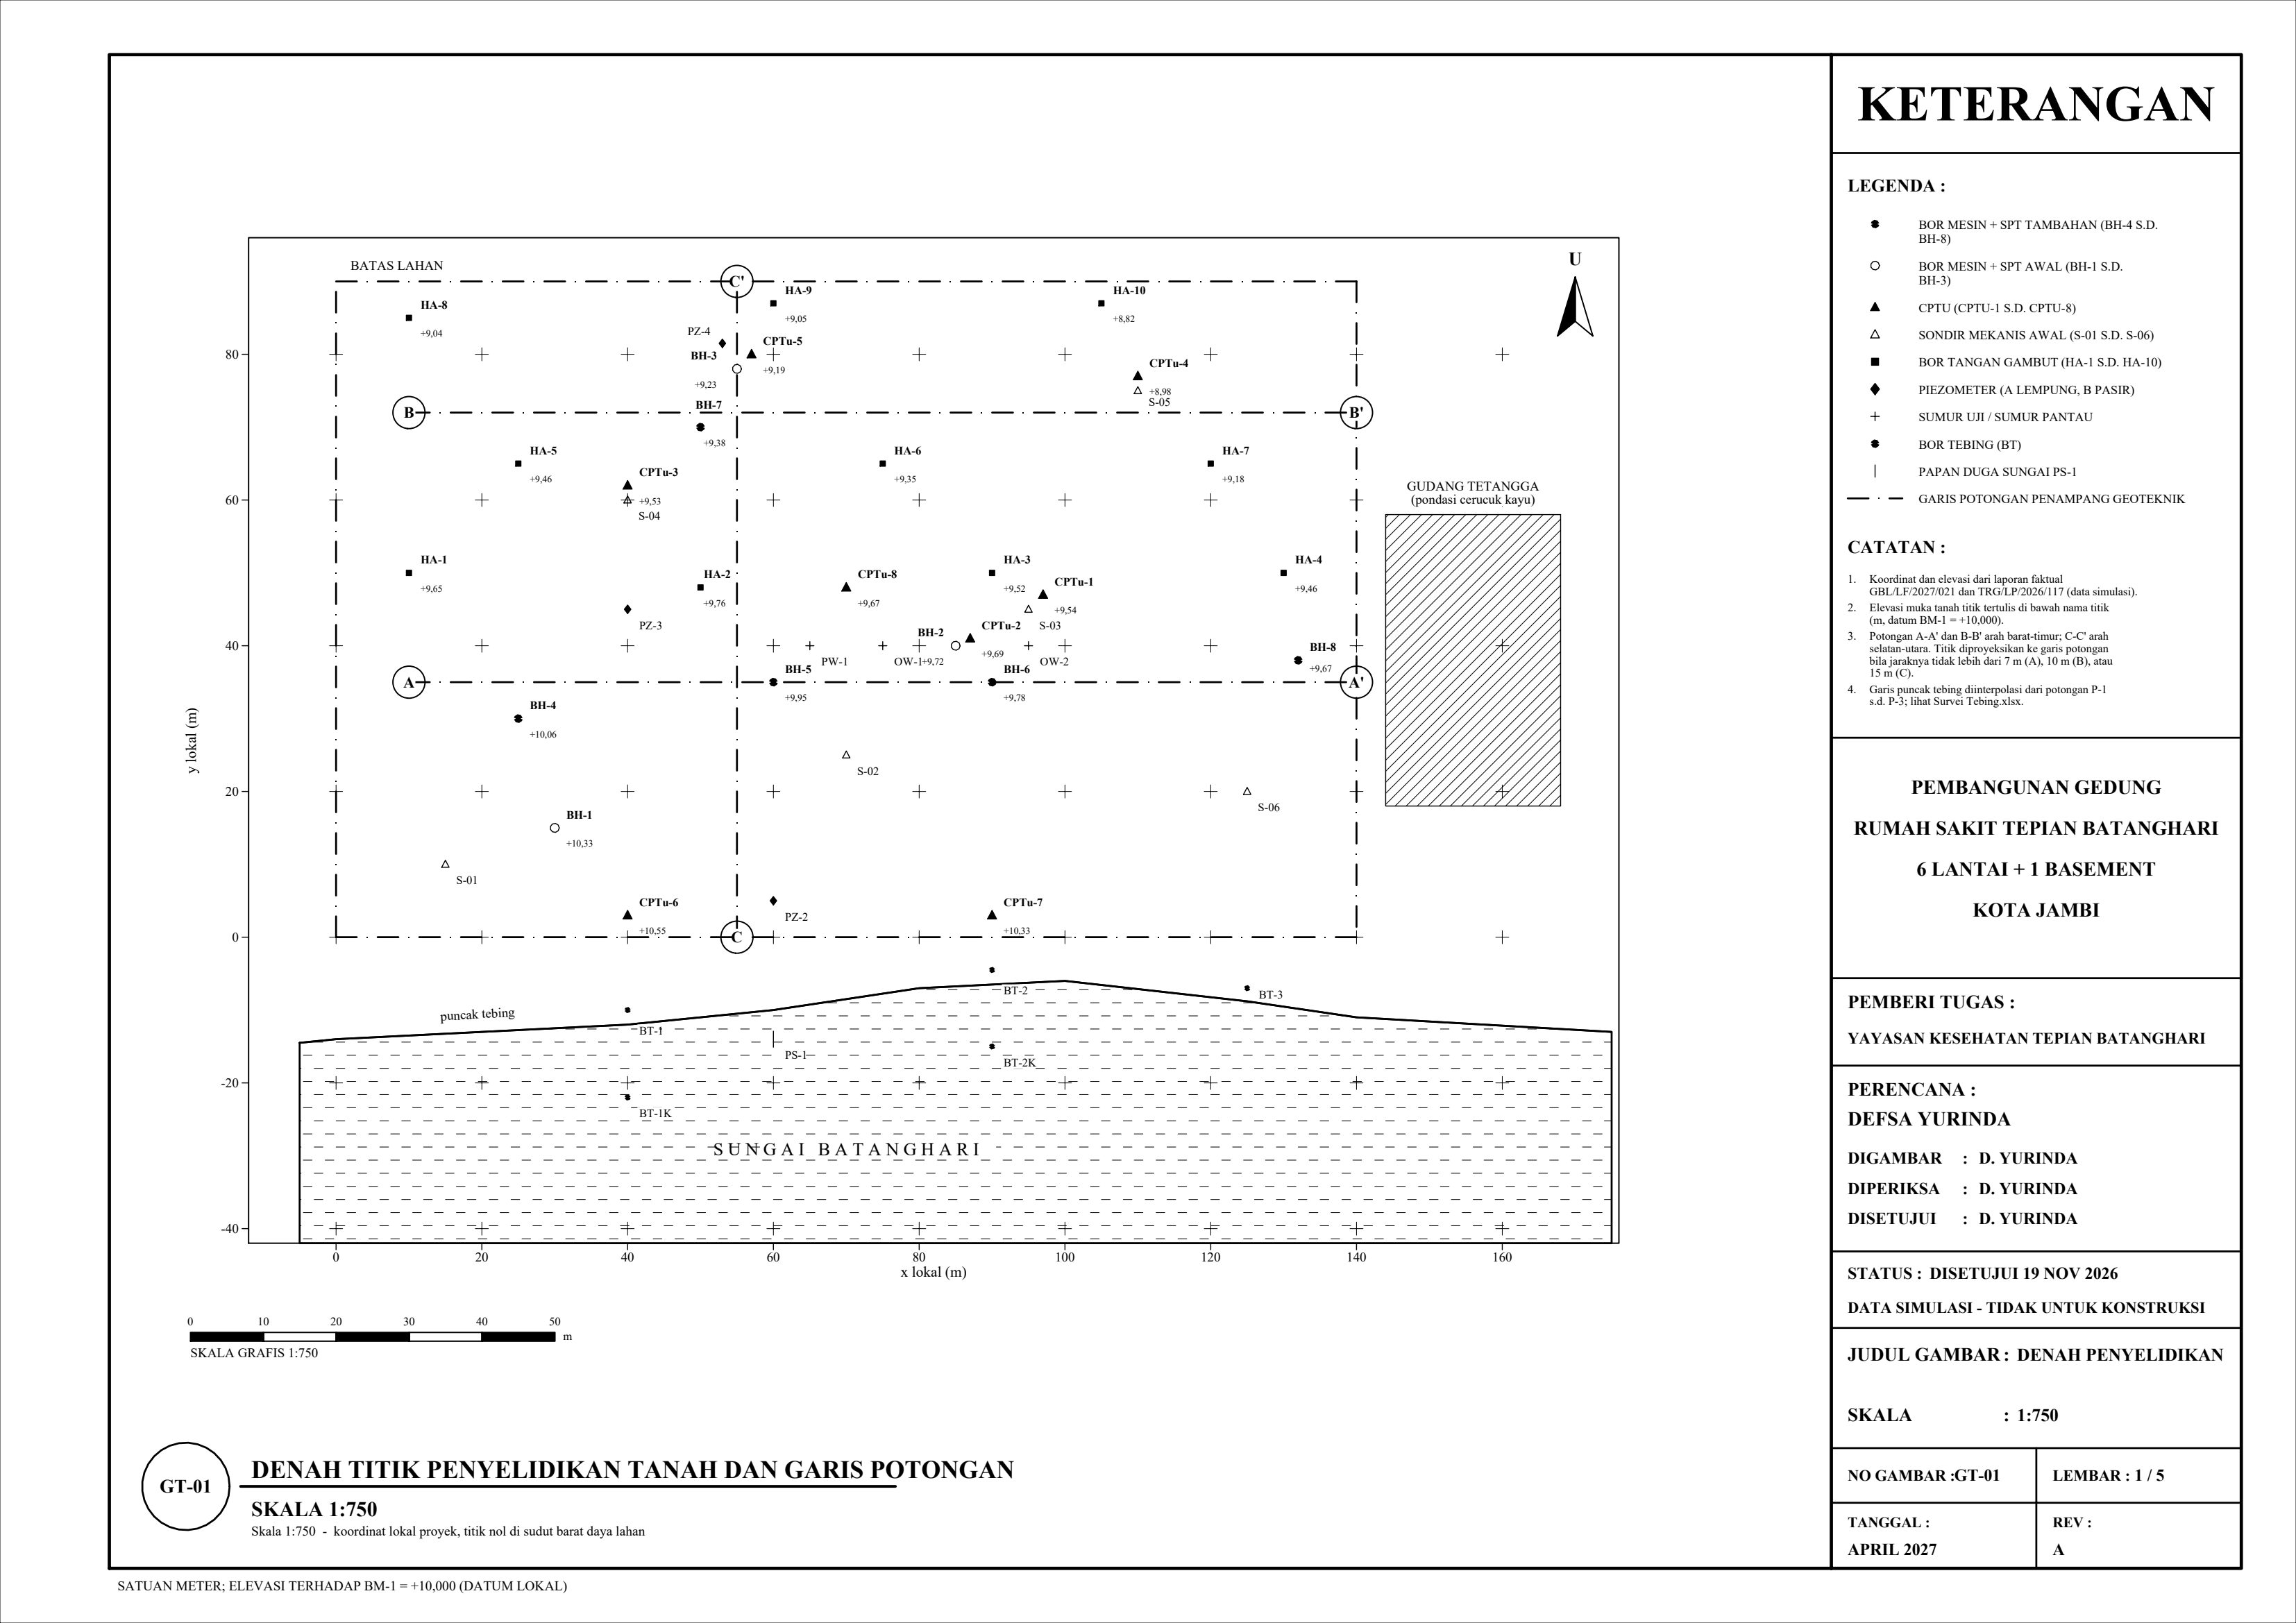 BATAS LAHAN
C'
U
HA-8
+9,04
HA-9
+9,05
HA-10
+8,82
PZ-4
CPTu-5
+9,19
BH-3
+9,23
CPTu-4
+8,98
S-05
80
B
BH-7
+9,38
B'
HA-5
+9,46
CPTu-3
+9,53
S-04
HA-6
+9,35
HA-7
+9,18
GUDANG TETANGGA
(pondasi cerucuk kayu)
60
HA-1
+9,65
HA-2
+9,76
CPTu-8
+9,67
HA-3
+9,52
CPTu-1
+9,54
HA-4
+9,46
PZ-3
S-03
CPTu-2
+9,69
BH-2
40
PW-1
OW-1
+9,72
OW-2
BH-8
+9,67
A
BH-5
+9,95
BH-6
+9,78
A'
BH-4
+10,06
y lokal (m)
S-02
20
S-06
BH-1
+10,33
S-01
CPTu-6
+10,55
PZ-2
CPTu-7
+10,33
0
C
BT-2
BT-3
puncak tebing
BT-1
PS-1
BT-2K
-20
BT-1K
SUNGAI BATANGHARI
-40
0 20 40 60 80 100 120 140 160
x lokal (m)
0 10 20 30 40 50
m
SKALA GRAFIS 1:750
GT-01
DENAH TITIK PENYELIDIKAN TANAH DAN GARIS POTONGAN
SKALA 1:750
Skala 1:750 - koordinat lokal proyek, titik nol di sudut barat daya lahan
SATUAN METER; ELEVASI TERHADAP BM-1 = +10,000 (DATUM LOKAL)
KETERANGAN
LEGENDA :
BOR MESIN + SPT TAMBAHAN (BH-4 S.D.
BH-8)
BOR MESIN + SPT AWAL (BH-1 S.D.
BH-3)
CPTU (CPTU-1 S.D. CPTU-8)
SONDIR MEKANIS AWAL (S-01 S.D. S-06)
BOR TANGAN GAMBUT (HA-1 S.D. HA-10)
PIEZOMETER (A LEMPUNG, B PASIR)
SUMUR UJI / SUMUR PANTAU
BOR TEBING (BT)
PAPAN DUGA SUNGAI PS-1
GARIS POTONGAN PENAMPANG GEOTEKNIK
CATATAN :
1. Koordinat dan elevasi dari laporan faktual
GBL/LF/2027/021 dan TRG/LP/2026/117 (data simulasi).
2. Elevasi muka tanah titik tertulis di bawah nama titik
(m, datum BM-1 = +10,000).
3. Potongan A-A' dan B-B' arah barat-timur; C-C' arah
selatan-utara. Titik diproyeksikan ke garis potongan
bila jaraknya tidak lebih dari 7 m (A), 10 m (B), atau
15 m (C).
4. Garis puncak tebing diinterpolasi dari potongan P-1
s.d. P-3; lihat Survei Tebing.xlsx.
PEMBANGUNAN GEDUNG
RUMAH SAKIT TEPIAN BATANGHARI
6 LANTAI + 1 BASEMENT
KOTA JAMBI
PEMBERI TUGAS :
YAYASAN KESEHATAN TEPIAN BATANGHARI
PERENCANA :
DEFSA YURINDA
DIGAMBAR : D. YURINDA
DIPERIKSA : D. YURINDA
DISETUJUI : D. YURINDA
STATUS : DISETUJUI 19 NOV 2026
DATA SIMULASI - TIDAK UNTUK KONSTRUKSI
JUDUL GAMBAR : DENAH PENYELIDIKAN
SKALA : 1:750
NO GAMBAR :GT-01
LEMBAR : 1 / 5
TANGGAL :
APRIL 2027
REV :
A